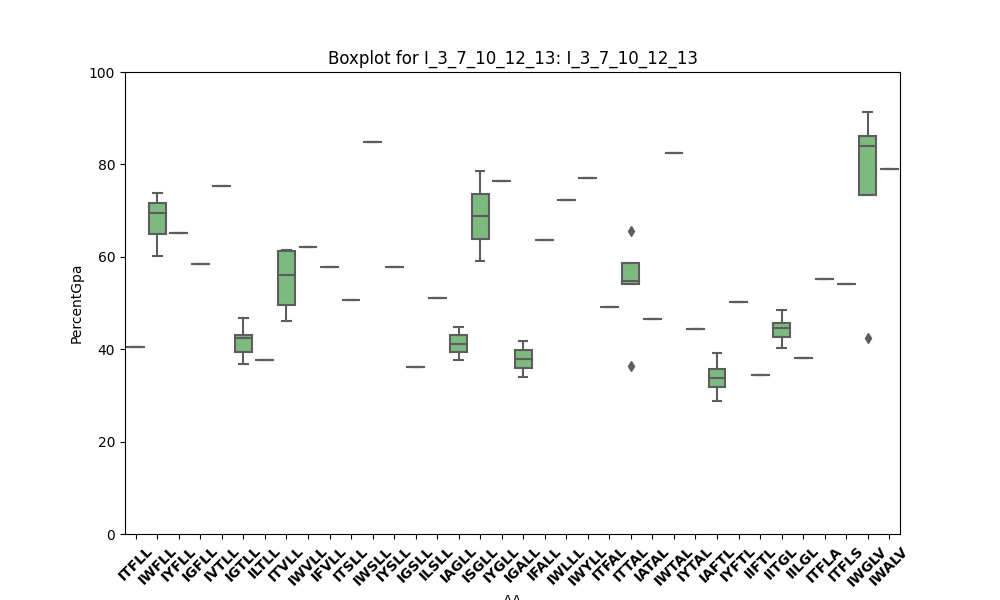 Boxplot for I_3_7_10_12_13: I_3_7_10_12_13
100
80
60
40
20
0
PercentGpa
ITFLL IWFLL IYFLL IGFLL IVTLL IGTLL ILTLL ITVLL IWVLL IFVLL ITSLL IWSLL IYSLL IGSLL ILSLL IAGLL ISGLL IYGLL IGALL IFALL IWLLL IWYLL ITFAL ITTAL IATAL IWTAL IYTAL IAFTL IYFTL IIFTL IITGL IILGL ITFLA ITFLS IWGLV IWALV
AA